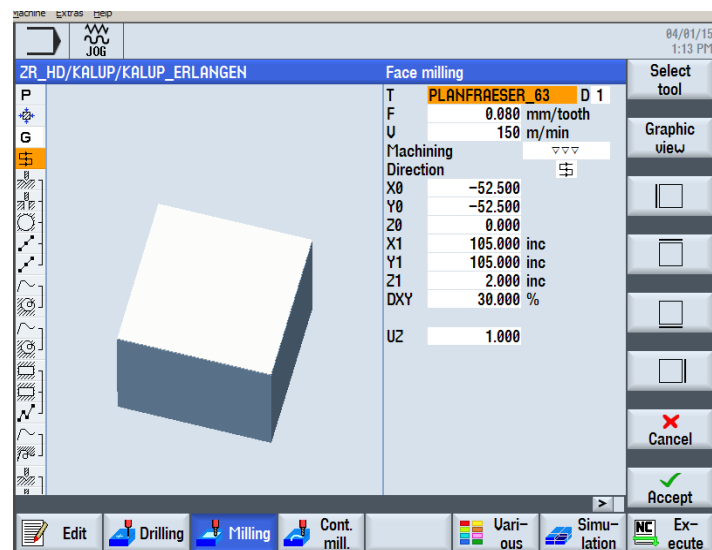 Machine Extras Help
JOG
04/01/15
1:13 PM
ZR_HD/KALUP/KALUP_ERLANGEN
Face milling
Select tool
P
T PLANFRAESER_63 D 1
F 0.080 mm/tooth
G
V 150 m/min
Graphic view
Machining ▽▽▽
Direction
X0 -52.500
Y0 -52.500
Z0 0.000
X1 105.000 inc
Y1 105.000 inc
Z1 2.000 inc
DXY 30.000 %
UZ 1.000
Cancel
>
Accept
Edit
Drilling
Milling
Cont. mill.
Vari- ous
Simu- lation
NC Ex- ecute